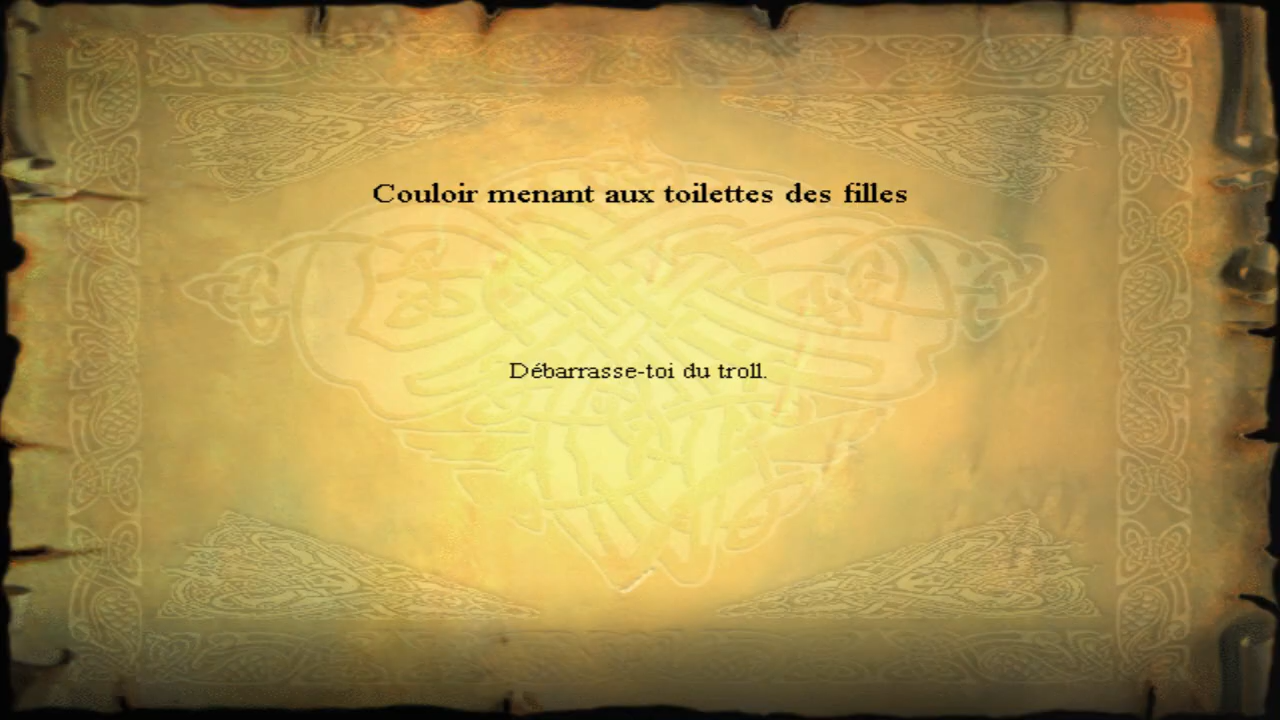 Couloir menant aux toilettes des filles
Débarrasse-toi du troll.